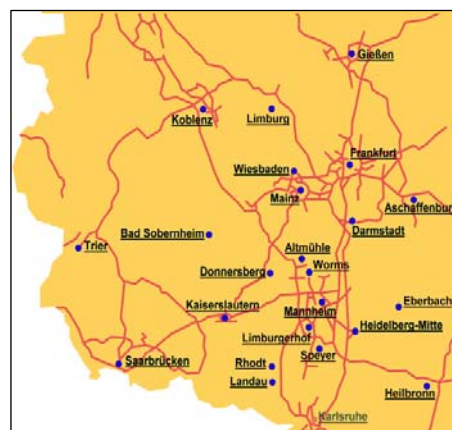 Gießen
Koblenz
Limburg
Frankfurt
Wiesbaden
Mainz
Aschaffenburg
Darmstadt
Bad Sobernheim
Trier
Altmühle
Worms
Donnersberg
Kaiserslautern
Mannheim
Eberbach
Limburgerhof
Heidelberg-Mitte
Speyer
Saarbrücken
Rhodt
Landau
Heilbronn
Karlsruhe